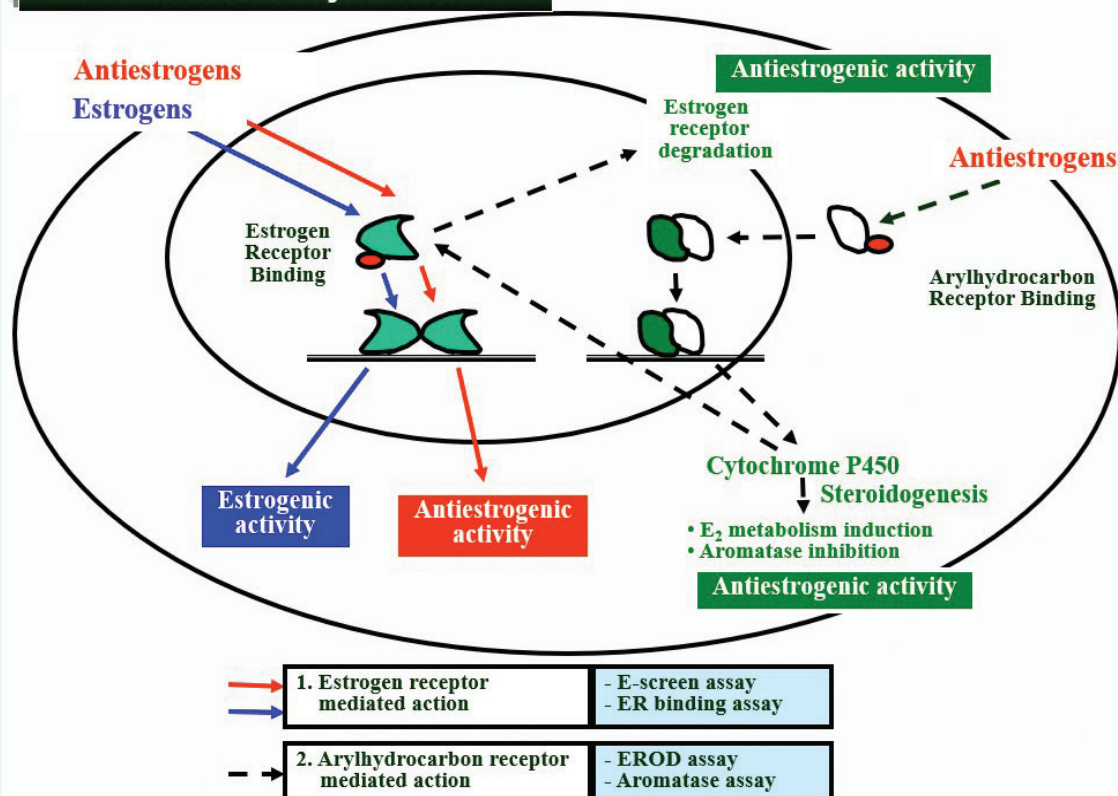 Antiestrogens
Estrogens
Antiestrogenic activity
Estrogen
receptor
degradation
Antiestrogens
Estrogen
Receptor
Binding
Arylhydrocarbon
Receptor Binding
Cytochrome P450
Steroidogenesis
• E₂ metabolism induction
• Aromatase inhibition
Estrogenic
activity
Antiestrogenic
activity
Antiestrogenic activity
1. Estrogen receptor
mediated action
- E-screen assay
- ER binding assay
2. Arylhydrocarbon receptor
mediated action
- EROD assay
- Aromatase assay